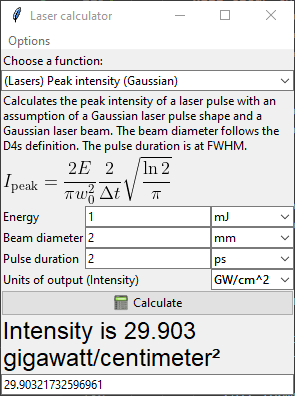 Laser calculator
Options
Choose a function:
(Lasers) Peak intensity (Gaussian)
Calculates the peak intensity of a laser pulse with an
assumption of a Gaussian laser pulse shape and a
Gaussian laser beam. The beam diameter follows the
D4s definition. The pulse duration is at FWHM.
I_peak = \frac{2E}{\pi w_0^2} \frac{2}{\Delta t} \sqrt{\frac{\ln 2}{\pi}}
Energy 1 mJ
Beam diameter 2 mm
Pulse duration 2 ps
Units of output (Intensity) GW/cm^2
Calculate
Intensity is 29.903
gigawatt/centimeter²
29.90321732596961